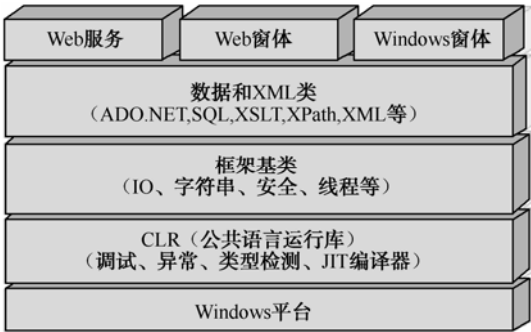 Web服务
Web窗体
Windows窗体
数据和XML类
（ADO.NET,SQL,XSLT,XPath,XML等）
框架基类
（IO、字符串、安全、线程等）
CLR（公共语言运行库）
（调试、异常、类型检测、JIT编译器）
Windows平台